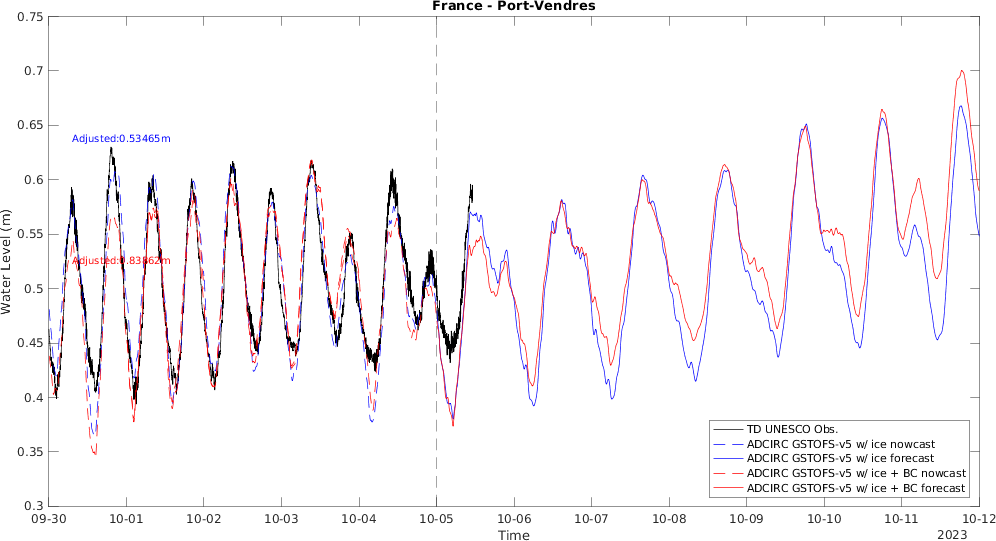 France - Port-Vendres
0.75
0.7
0.65
0.6
0.55
0.5
0.45
0.4
0.35
0.3
Water Level (m)
Adjusted:0.53465m
Adjusted:0.83862m
TD UNESCO Obs.
ADCIRC GSTOFS-v5 w/ ice nowcast
ADCIRC GSTOFS-v5 w/ ice forecast
ADCIRC GSTOFS-v5 w/ ice + BC nowcast
ADCIRC GSTOFS-v5 w/ ice + BC forecast
09-30 10-01 10-02 10-03 10-04 10-05 10-06 10-07 10-08 10-09 10-10 10-11 10-12
Time
2023